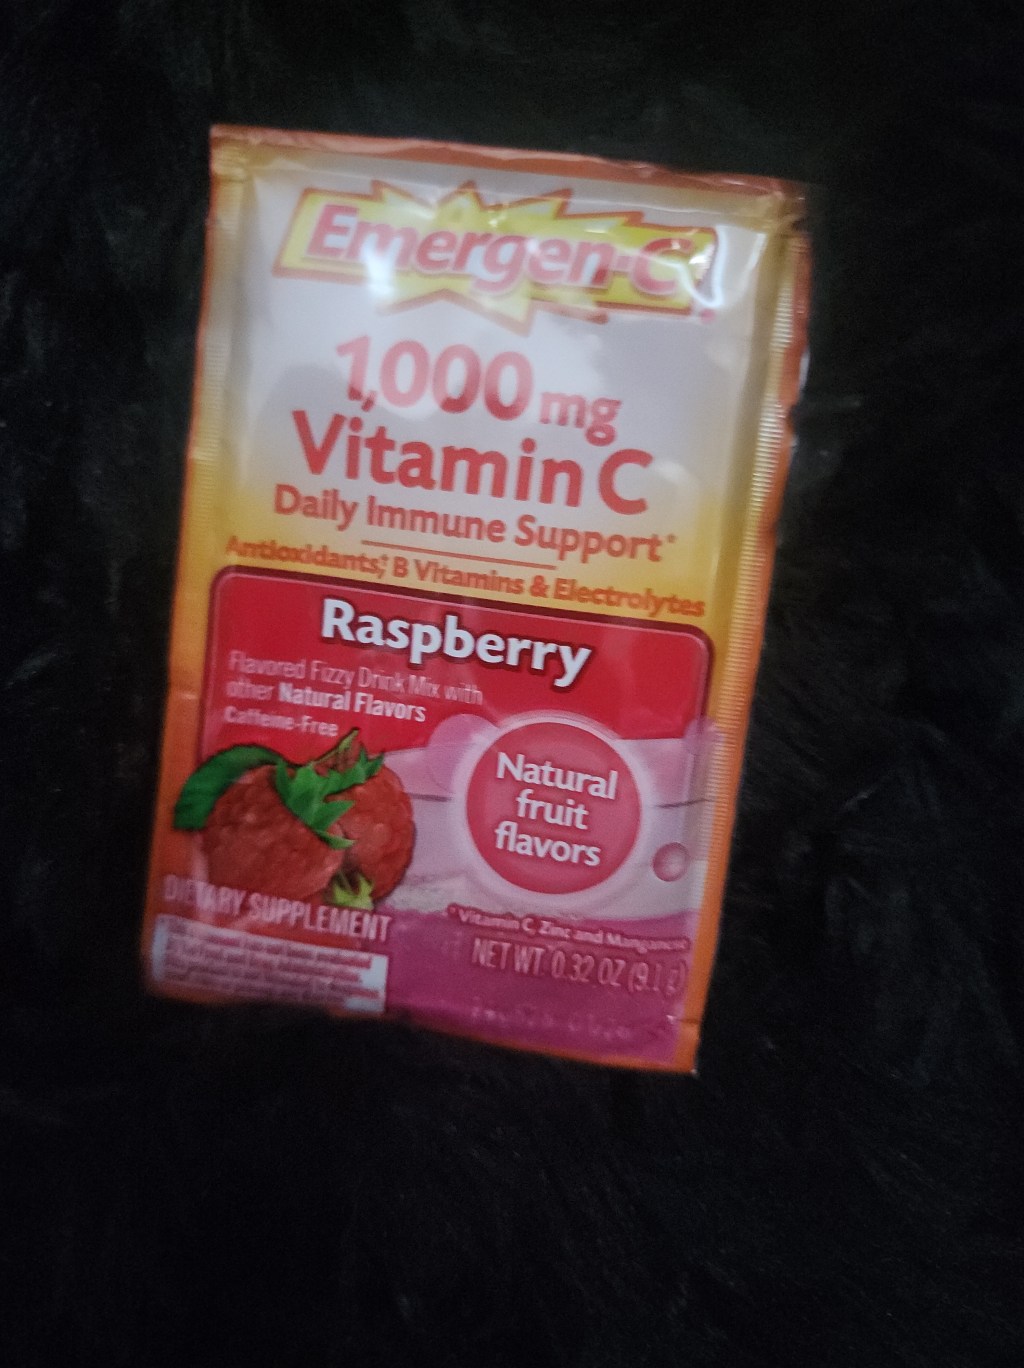 Emergen-C
1,000 mg
Vitamin C
Daily Immune Support*
Antioxidants,† B Vitamins & Electrolytes
Raspberry
Flavored Fizzy Drink Mix with
other Natural Flavors
Caffeine-Free
Natural
fruit
flavors
DIETARY SUPPLEMENT
†Vitamin C, Zinc and Manganese
NET WT 0.32 OZ (9.1 g)